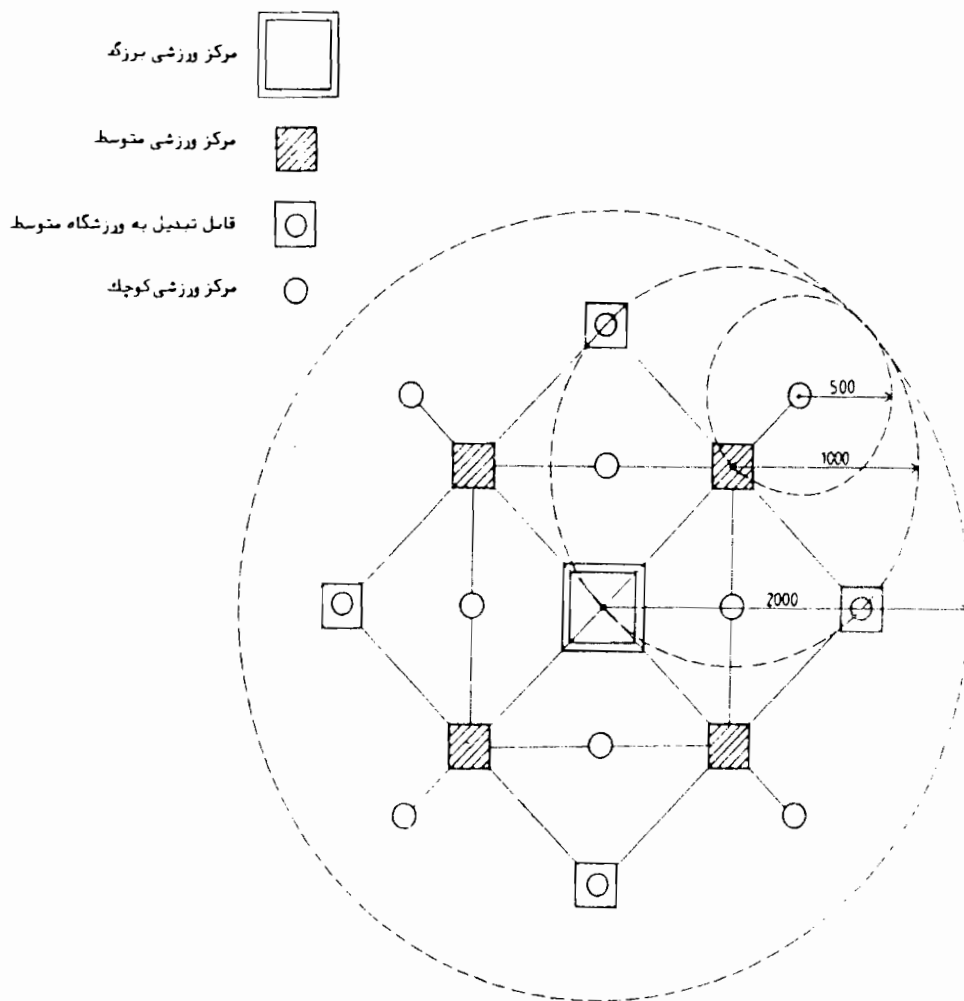 مرکز ورزشی بزرگ
مرکز ورزشی متوسط
قابل تبدیل به ورزشگاه متوسط
مرکز ورزشی کوچک
500
1000
2000